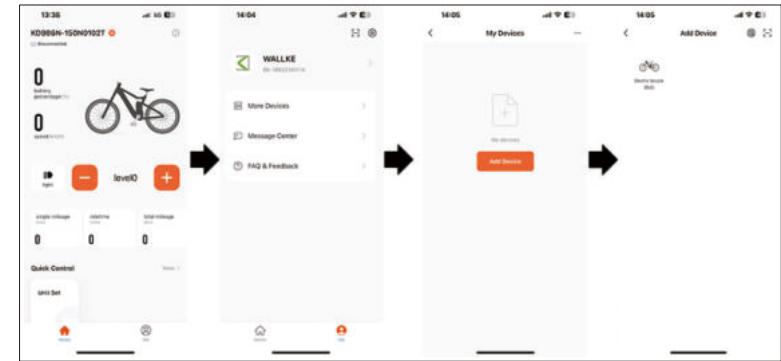 13:36
KD986N-150N0102T
Disconnected
0
battery
percentage(%)
0
light
level0
single mileage
ridetime
total mileage
0
0
0
Quick Control
Unit Set
14:04
WALLKE
More Devices
Message Center
FAQ & Feedback
14:05
My Devices
No devices
Add Device
14:05
Add Device
Electric bicycle